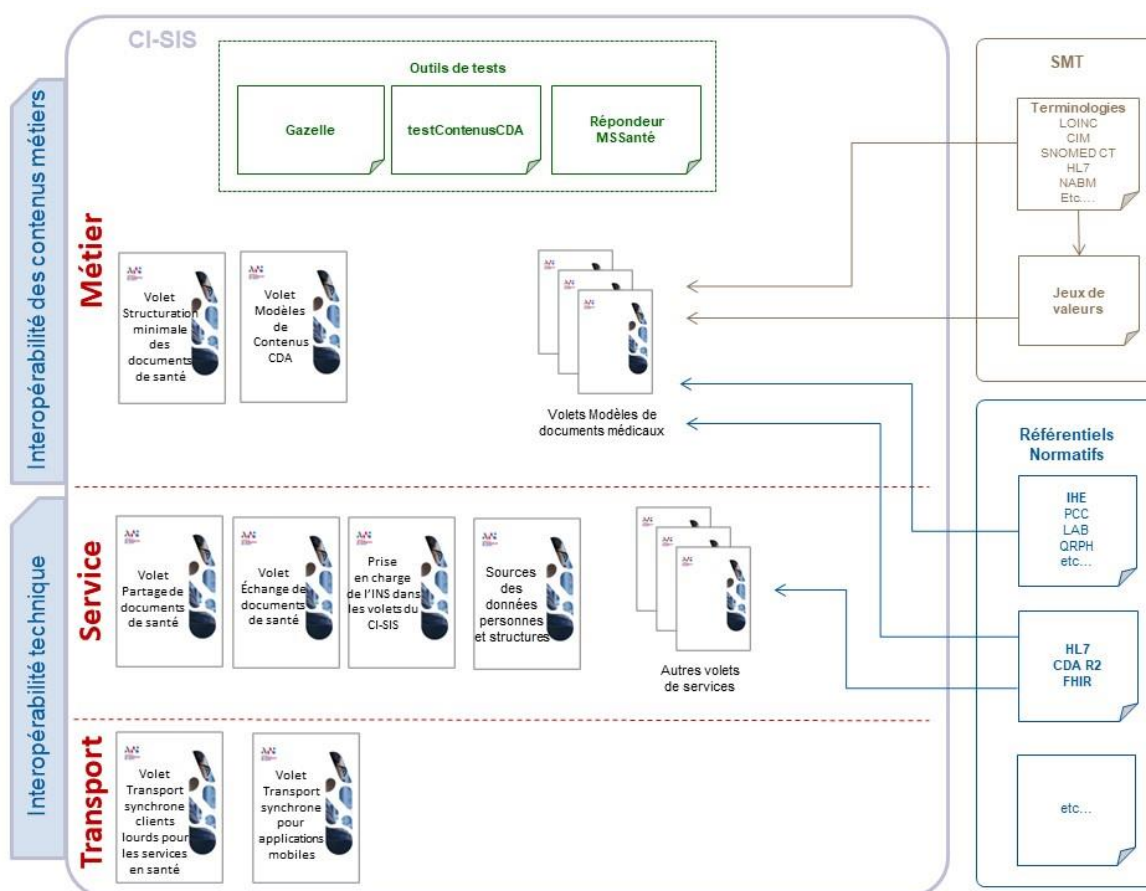 CI-SIS
Interopérabilité des contenus métiers
Interopérabilité technique
Métier
Service
Transport
Outils de tests
Gazelle
testContenusCDA
Répondeur
MSSanté
Volet
Structuration
minimale
des
documents
de santé
Volet
Modèles
de
Contenus
CDA
Volets Modèles de
documents médicaux
Volet
Partage de
documents
de santé
Volet
Échange de
documents
de santé
Prise
en charge
de l'INS dans
les volets du
CI-SIS
Sources
des
données
personnes
et structures
Autres volets
de services
Volet
Transport
synchrone
clients
lourds pour
les services
en santé
Volet
Transport
synchrone
pour
applications
mobiles
SMT
Terminologies
LOINC
CIM
SNOMED CT
HL7
NABM
Etc....
Jeux de
valeurs
Référentiels
Normatifs
IHE
PCC
LAB
QRPH
etc...
HL7
CDA R2
FHIR
etc...